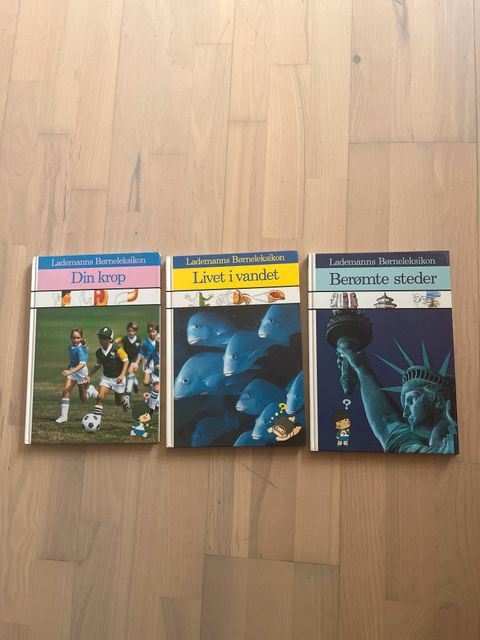 Lademanns Børneleksikon
Din krop
Lademanns Børneleksikon
Livet i vandet
Lademanns Børneleksikon
Berømte steder